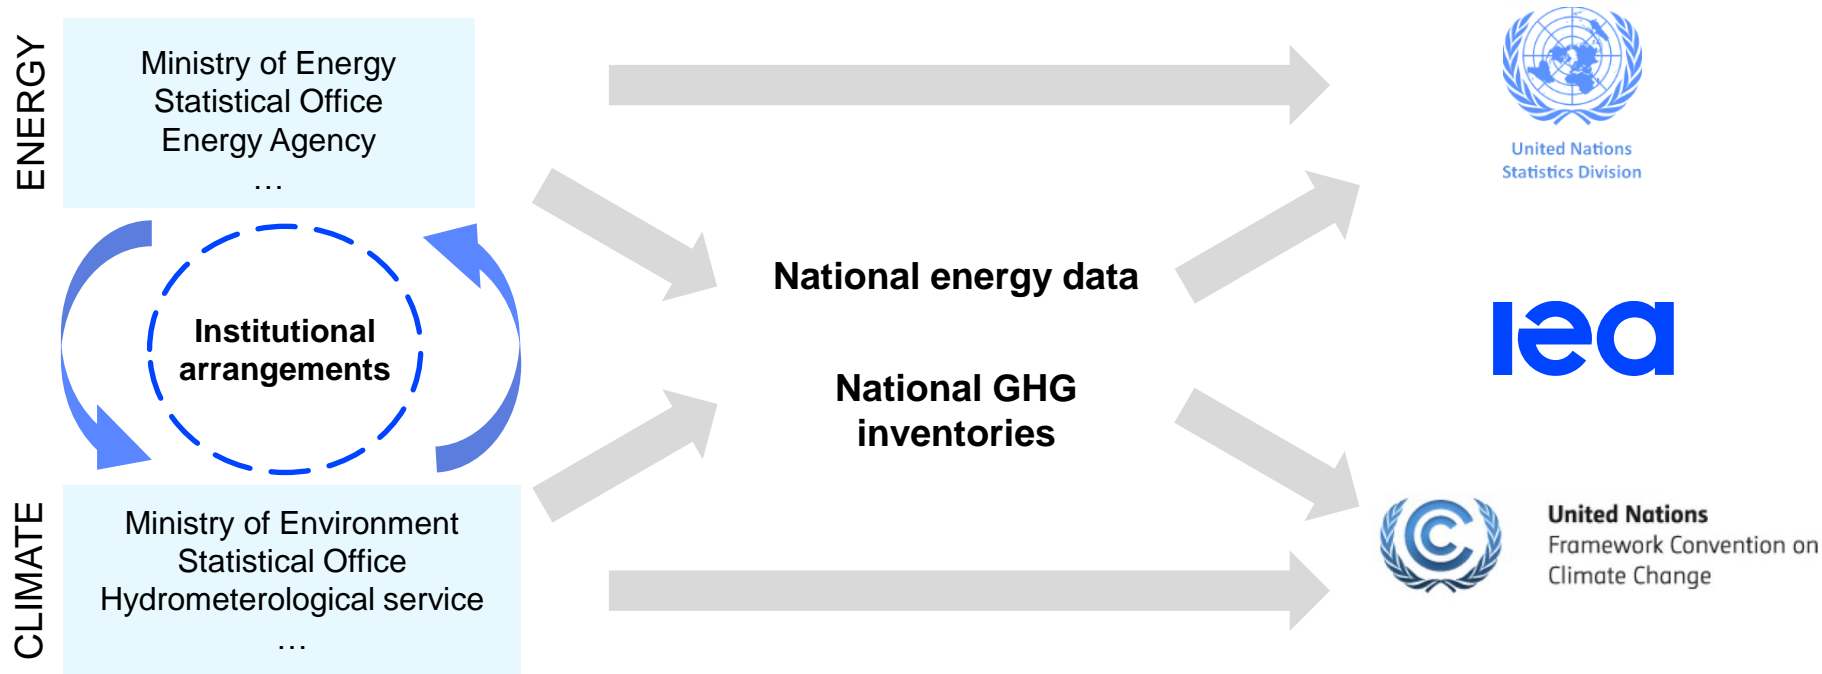 ENERGY
Ministry of Energy
Statistical Office
Energy Agency
…
Institutional
arrangements
CLIMATE
Ministry of Environment
Statistical Office
Hydrometerological service
…
National energy data
National GHG
inventories
United Nations
Statistics Division
iea
United Nations
Framework Convention on
Climate Change